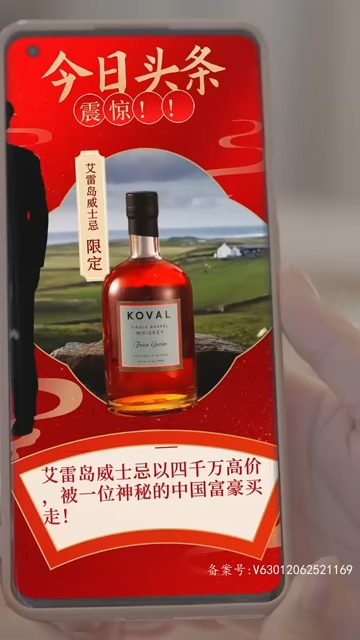 今日头条
震惊！！
艾雷岛威士忌
限定
KOVAL
SINGLE BARREL
WHISKEY
Four Grain
艾雷岛威士忌以四千万高价
，被一位神秘的中国富豪买
走！
备案号:V63012062521169